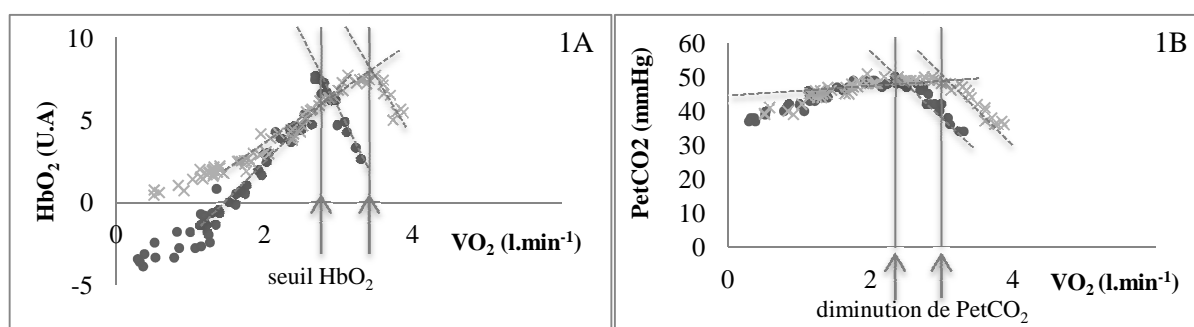 1A
10
5
0
-5
HbO₂ (U.A)
0
2
4
VO₂ (l.min⁻¹)
seuil HbO₂
1B
60
50
40
30
20
10
0
PetCO2 (mmHg)
0
2
4
VO₂ (l.min⁻¹)
diminution de PetCO₂